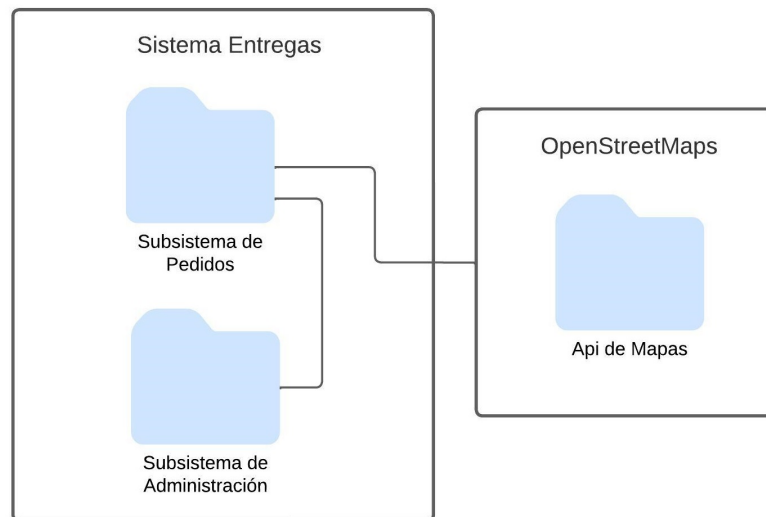 Sistema Entregas
Subsistema de
Pedidos
Subsistema de
Administración
OpenStreetMaps
Api de Mapas